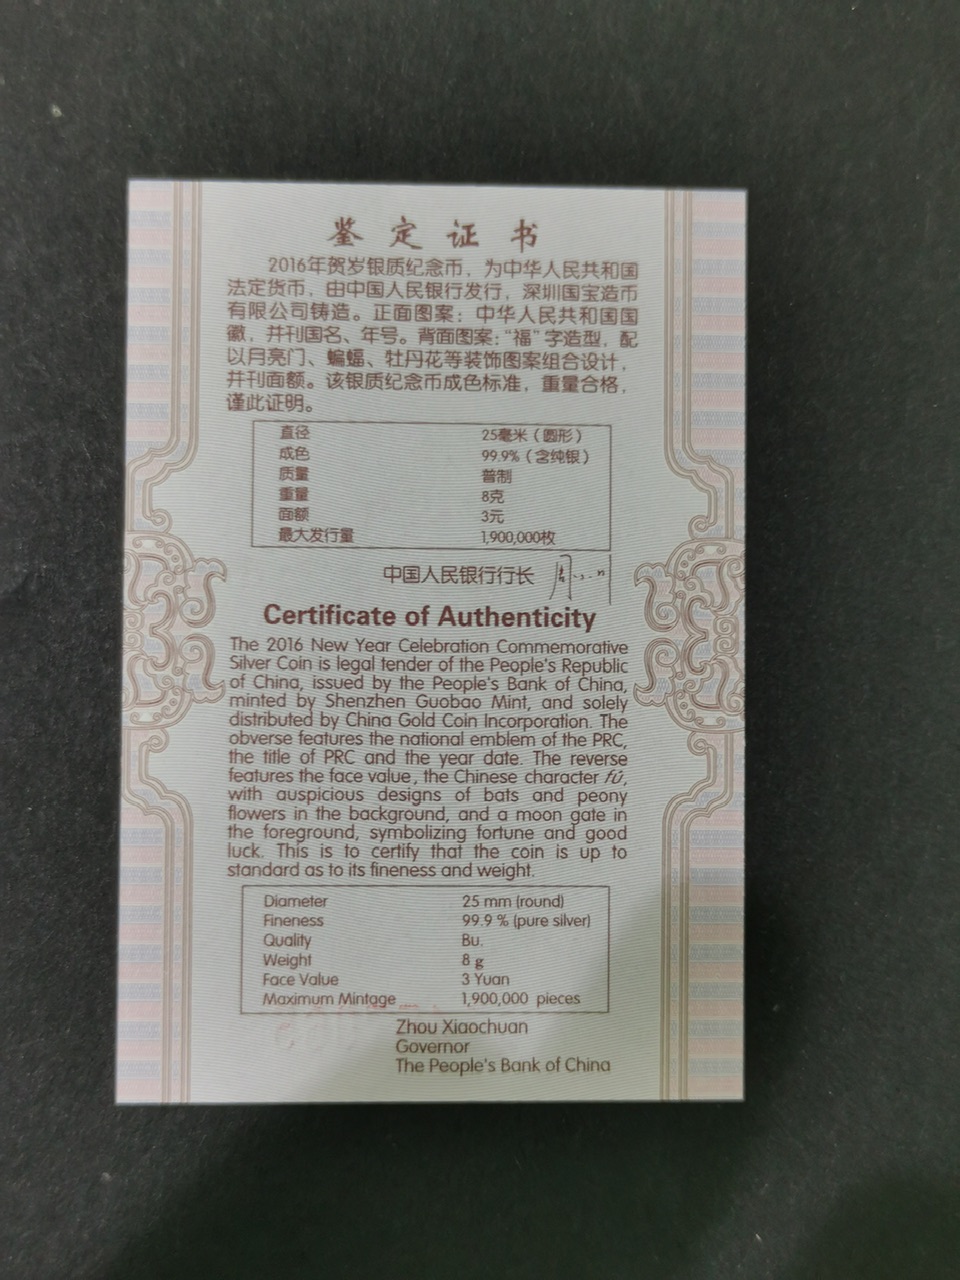 鉴定证书
2016年贺岁银质纪念币，为中华人民共和国
法定货币，由中国人民银行发行，深圳国宝造币
有限公司铸造。正面图案：中华人民共和国国
徽，并刊国名、年号。背面图案：“福”字造型，配
以月亮门、蝙蝠、牡丹花等装饰图案组合设计，
并刊面额。该银质纪念币成色标准，重量合格，
谨此证明。
直径 25毫米（圆形）
成色 99.9%（含纯银）
质量 普制
重量 8克
面额 3元
最大发行量 1,900,000枚
中国人民银行行长
Certificate of Authenticity
The 2016 New Year Celebration Commemorative
Silver Coin is legal tender of the People's Republic
of China, issued by the People's Bank of China,
minted by Shenzhen Guobao Mint, and solely
distributed by China Gold Coin Incorporation. The
obverse features the national emblem of the PRC,
the title of PRC and the year date. The reverse
features the face value, the Chinese character fú,
with auspicious designs of bats and peony
flowers in the background, and a moon gate in
the foreground, symbolizing fortune and good
luck. This is to certify that the coin is up to
standard as to its fineness and weight.
Diameter 25 mm (round)
Fineness 99.9 % (pure silver)
Quality Bu.
Weight 8 g
Face Value 3 Yuan
Maximum Mintage 1,900,000 pieces
Zhou Xiaochuan
Governor
The People's Bank of China